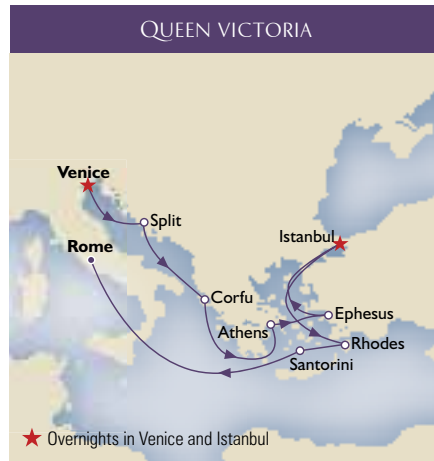 QUEEN VICTORIA
Venice
Split
Istanbul
Rome
Corfu
Ephesus
Athens
Rhodes
Santorini
Overnights in Venice and Istanbul